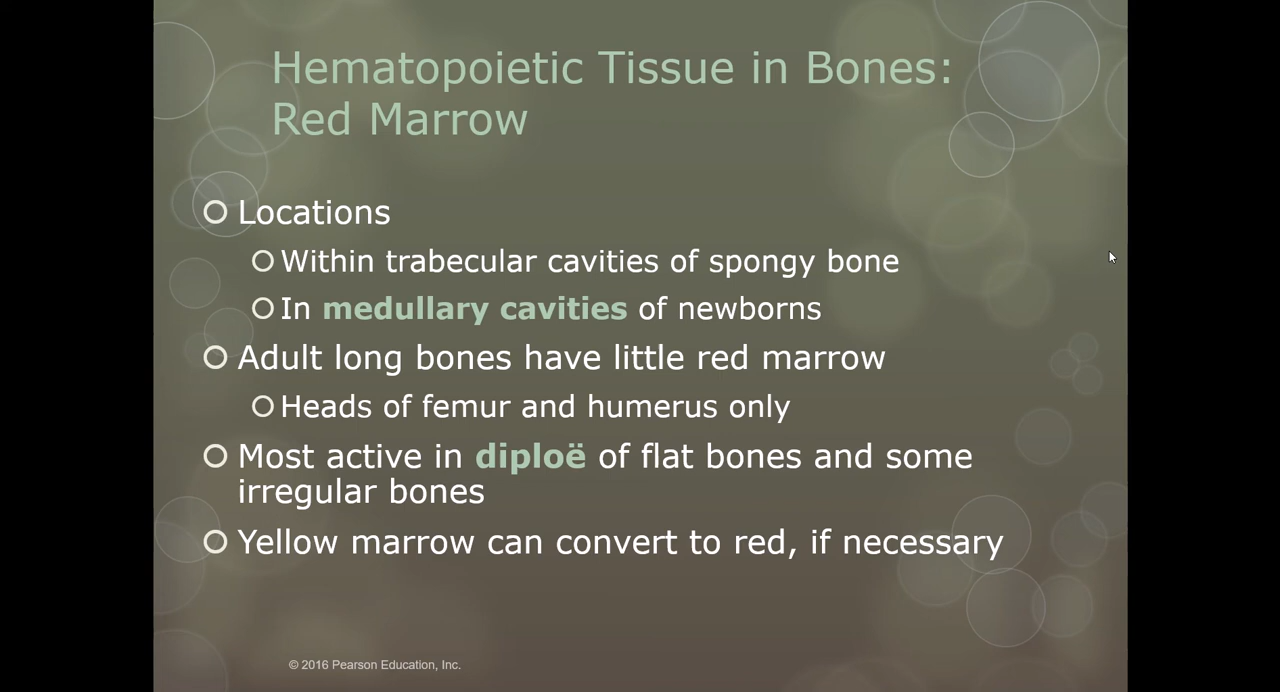 Hematopoietic Tissue in Bones:
Red Marrow
Locations
Within trabecular cavities of spongy bone
In medullary cavities of newborns
Adult long bones have little red marrow
Heads of femur and humerus only
Most active in diploë of flat bones and some
irregular bones
Yellow marrow can convert to red, if necessary
© 2016 Pearson Education, Inc.